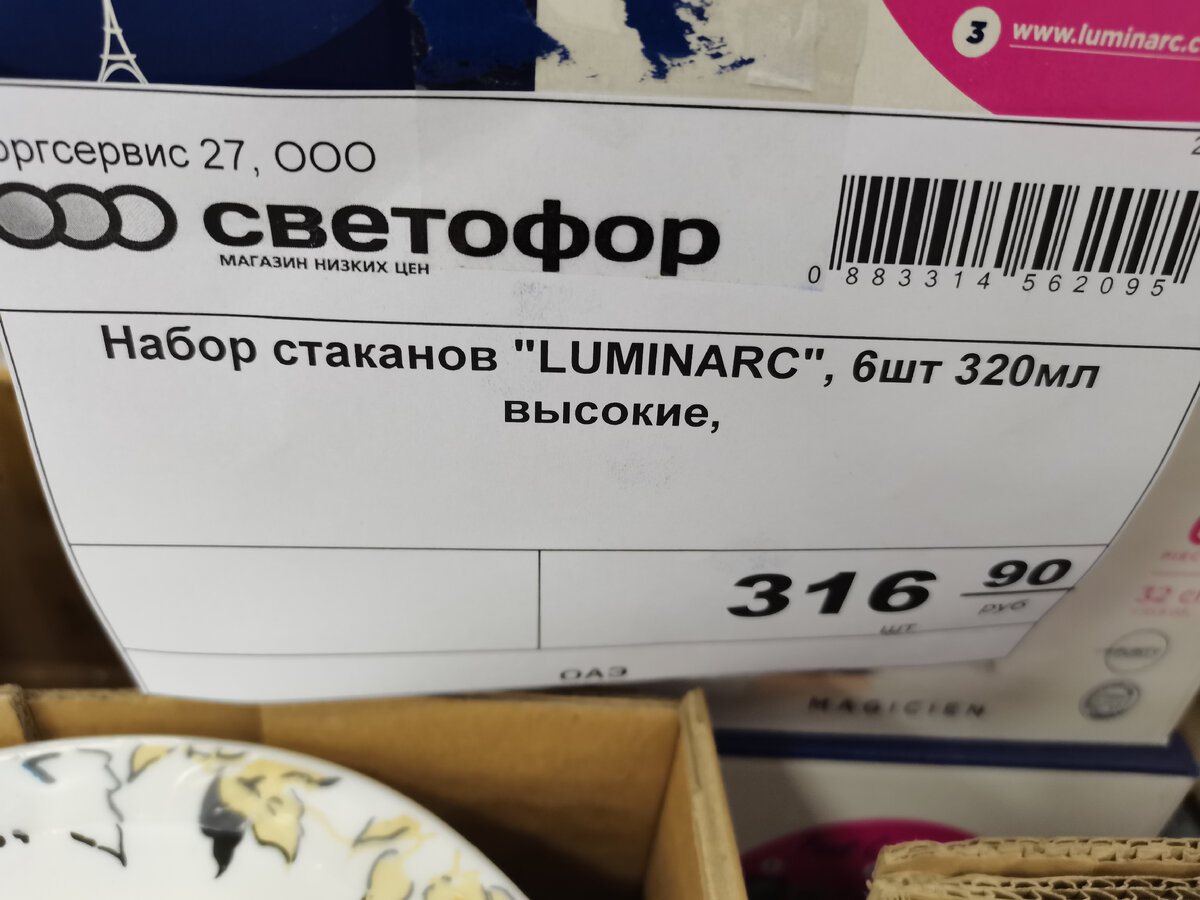 3 www.luminarc.c
оргсервис 27, ООО
светофор
МАГАЗИН НИЗКИХ ЦЕН
0 883314 562095
Набор стаканов "LUMINARC", 6шт 320мл
высокие,
316 90
руб
шт
ОАЭ
MAGICIEN